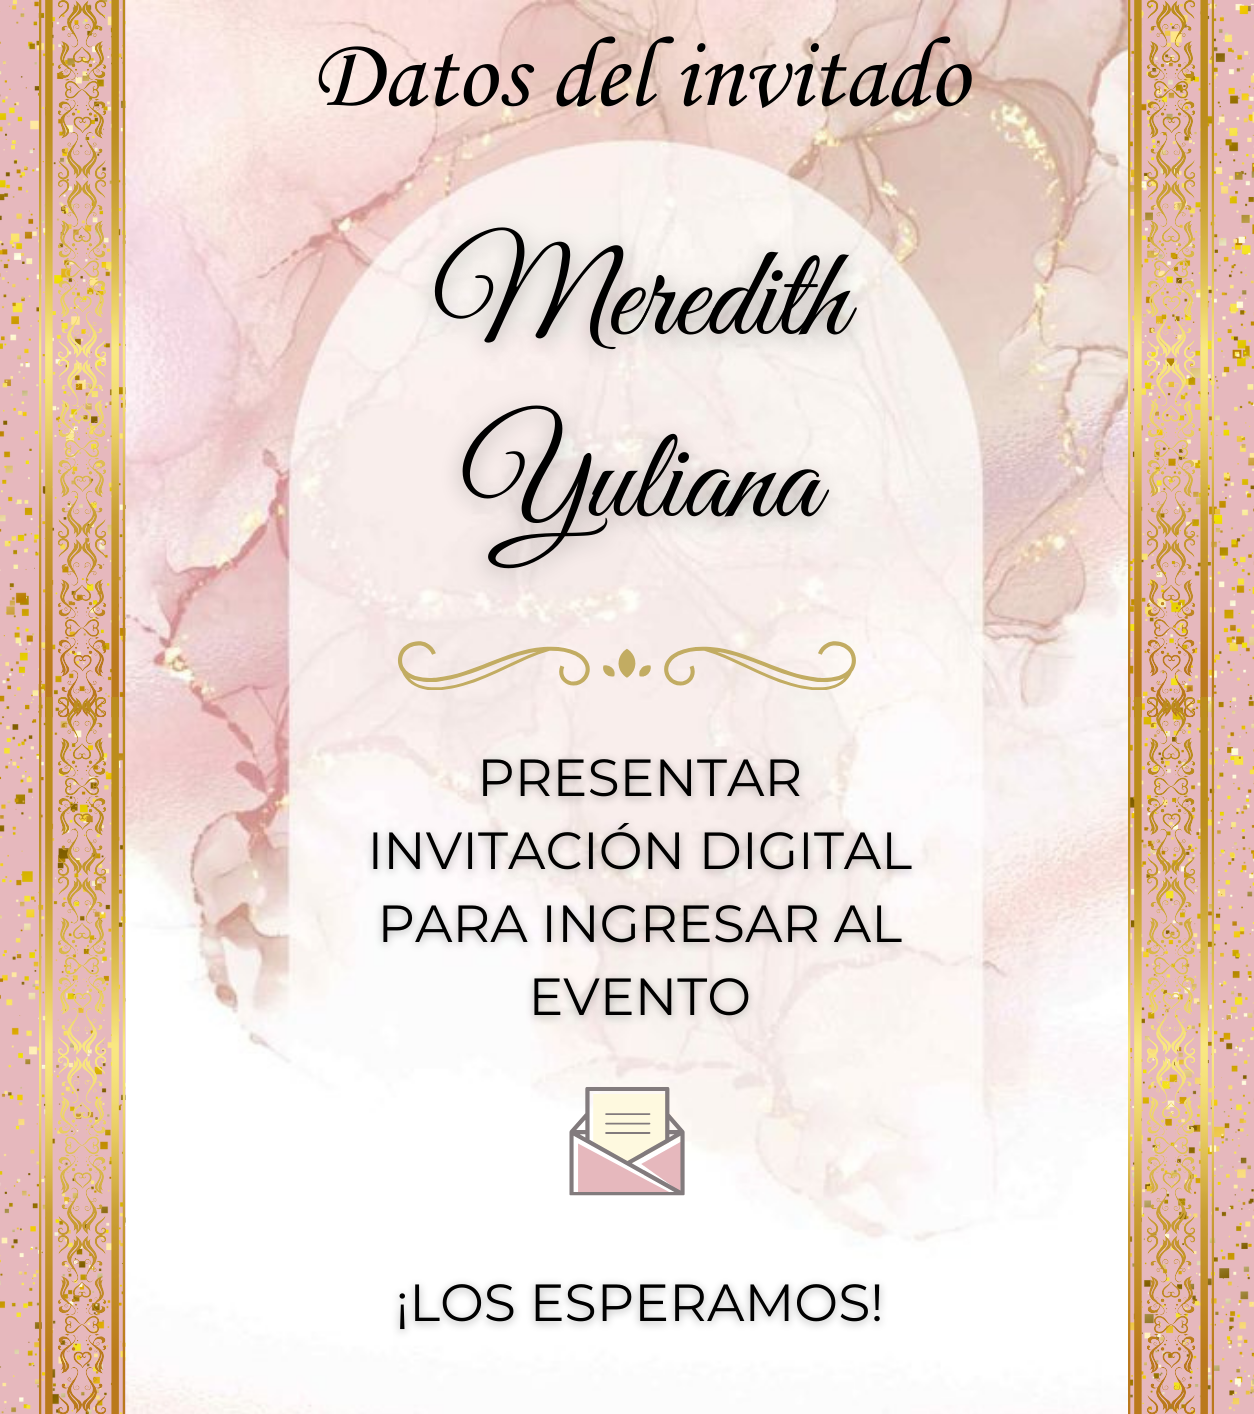 Datos del invitado
Meredith
Yuliana
PRESENTAR
INVITACIÓN DIGITAL
PARA INGRESAR AL
EVENTO
¡LOS ESPERAMOS!